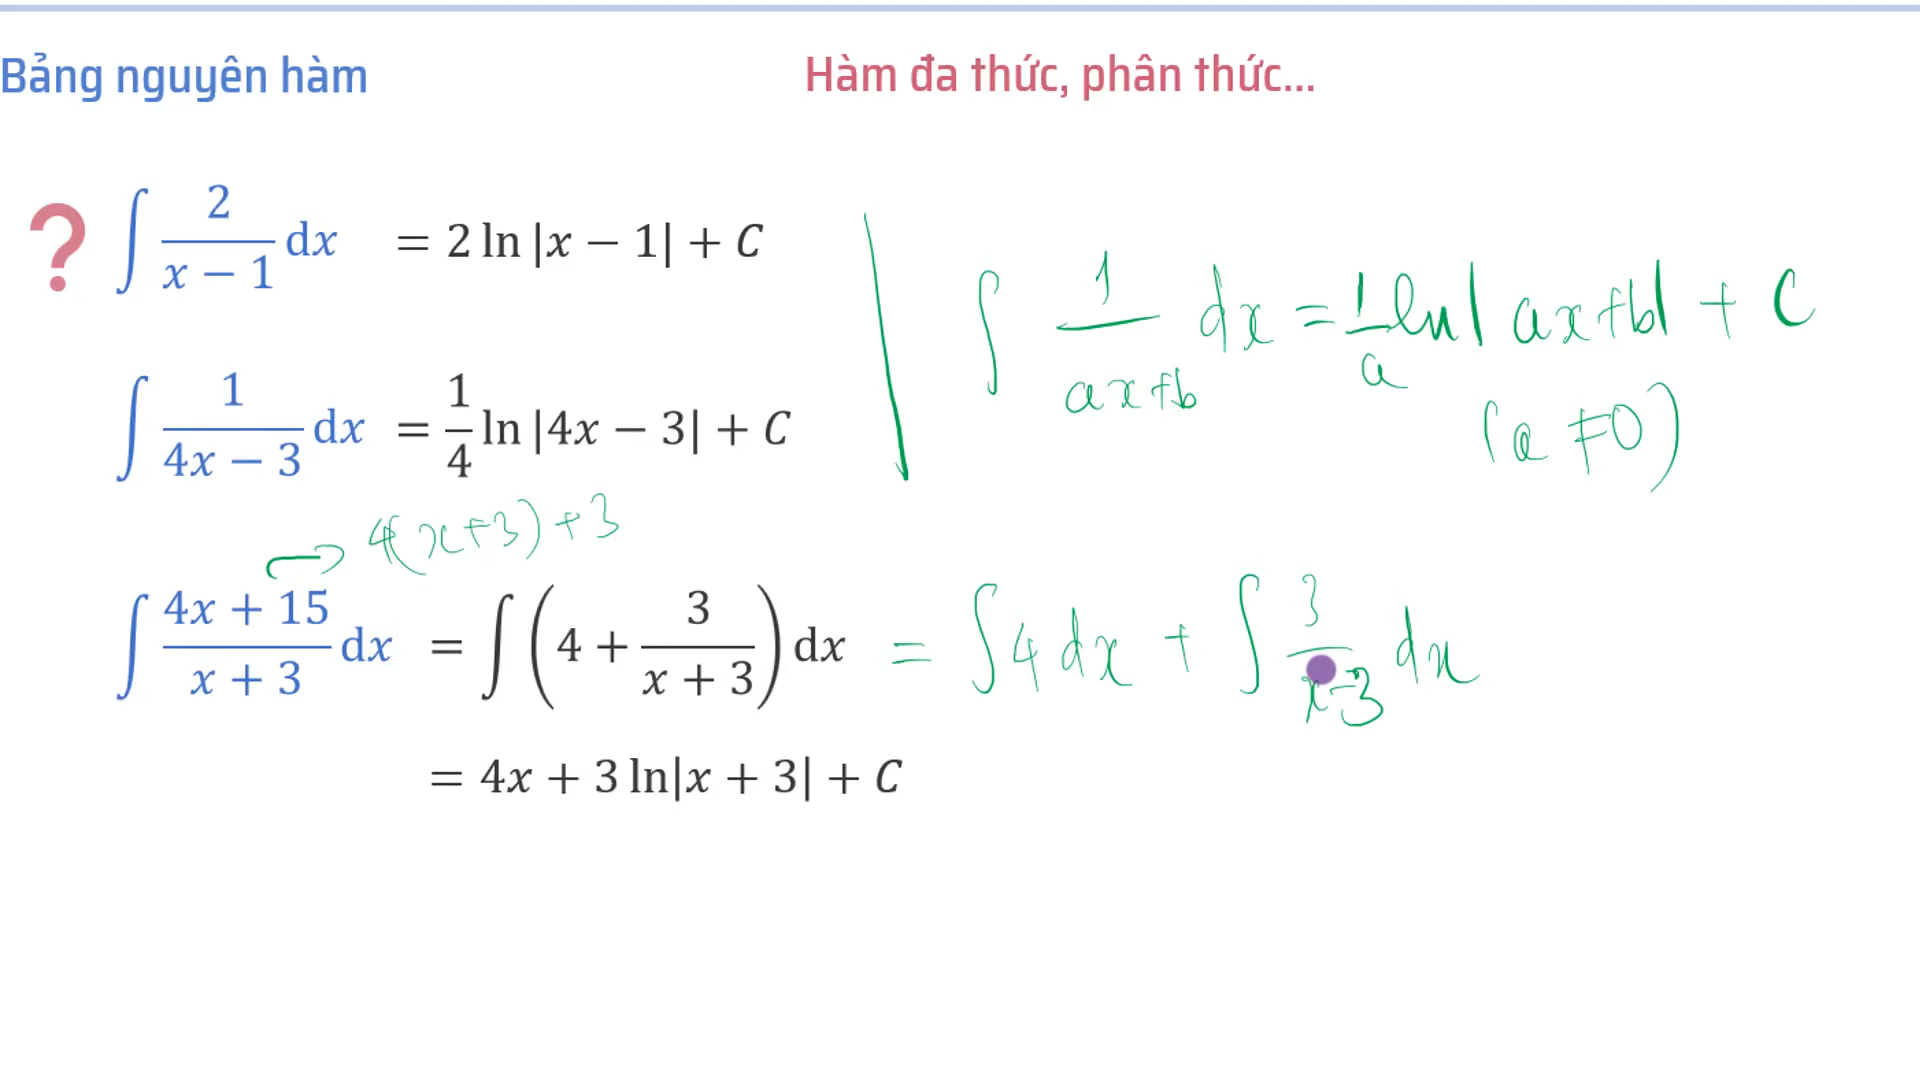 Bảng nguyên hàm
Hàm đa thức, phân thức...
? ∫ 2/(x − 1) dx = 2 ln |x − 1| + C
∫ 1/(ax+b) dx = 1/a ln|ax+b| + C
(a ≠ 0)
∫ 1/(4x − 3) dx = 1/4 ln |4x − 3| + C
→ 4(x+3)+3
∫ (4x + 15)/(x + 3) dx = ∫ (4 + 3/(x + 3)) dx = ∫ 4 dx + ∫ 3/(x-3) dx
= 4x + 3 ln|x + 3| + C